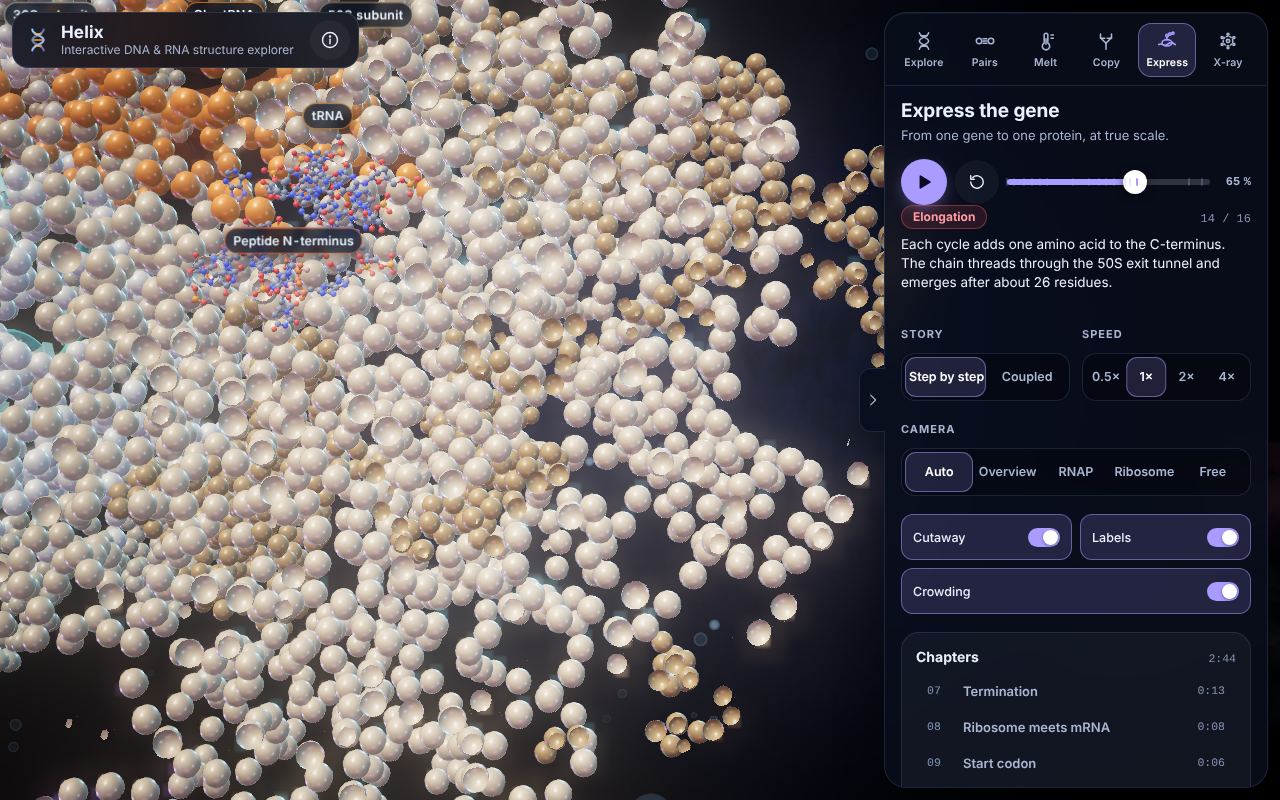 50S subunit
Helix
Interactive DNA & RNA structure explorer
tRNA
Peptide N-terminus
Explore
Pairs
Melt
Copy
Express
X-ray
Express the gene
From one gene to one protein, at true scale.
65 %
Elongation
14 / 16
Each cycle adds one amino acid to the C-terminus.
The chain threads through the 50S exit tunnel and
emerges after about 26 residues.
STORY
SPEED
Step by step
Coupled
0.5×
1×
2×
4×
CAMERA
Auto
Overview
RNAP
Ribosome
Free
Cutaway
Labels
Crowding
Chapters
2:44
07
Termination
0:13
08
Ribosome meets mRNA
0:08
09
Start codon
0:06